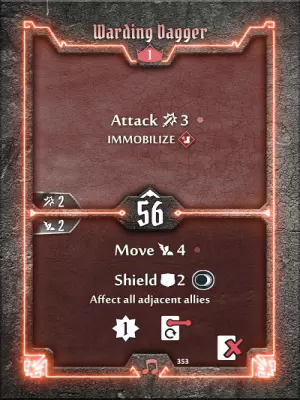 Warding Dagger
1
Attack 3
IMMOBILIZE
2
56
2
Move 4
Shield 2
Affect all adjacent allies
1
353